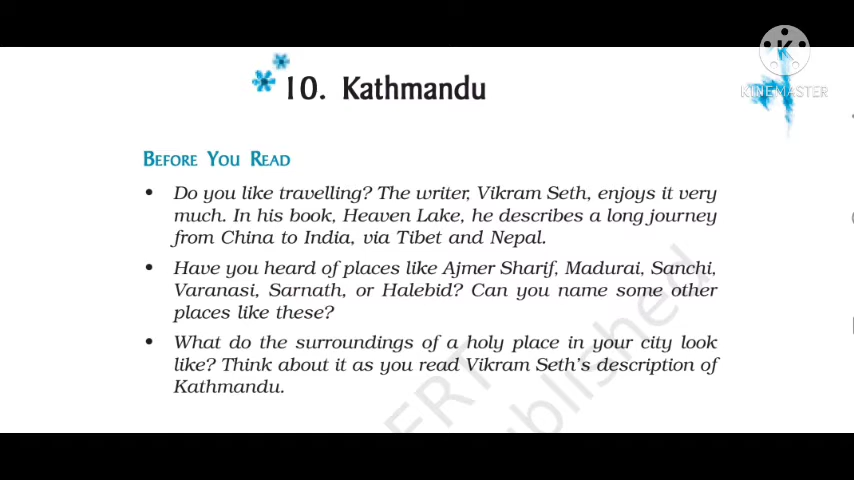 K
KINEMASTER
10. Kathmandu
BEFORE YOU READ
• Do you like travelling? The writer, Vikram Seth, enjoys it very
much. In his book, Heaven Lake, he describes a long journey
from China to India, via Tibet and Nepal.
• Have you heard of places like Ajmer Sharif, Madurai, Sanchi,
Varanasi, Sarnath, or Halebid? Can you name some other
places like these?
• What do the surroundings of a holy place in your city look
like? Think about it as you read Vikram Seth's description of
Kathmandu.